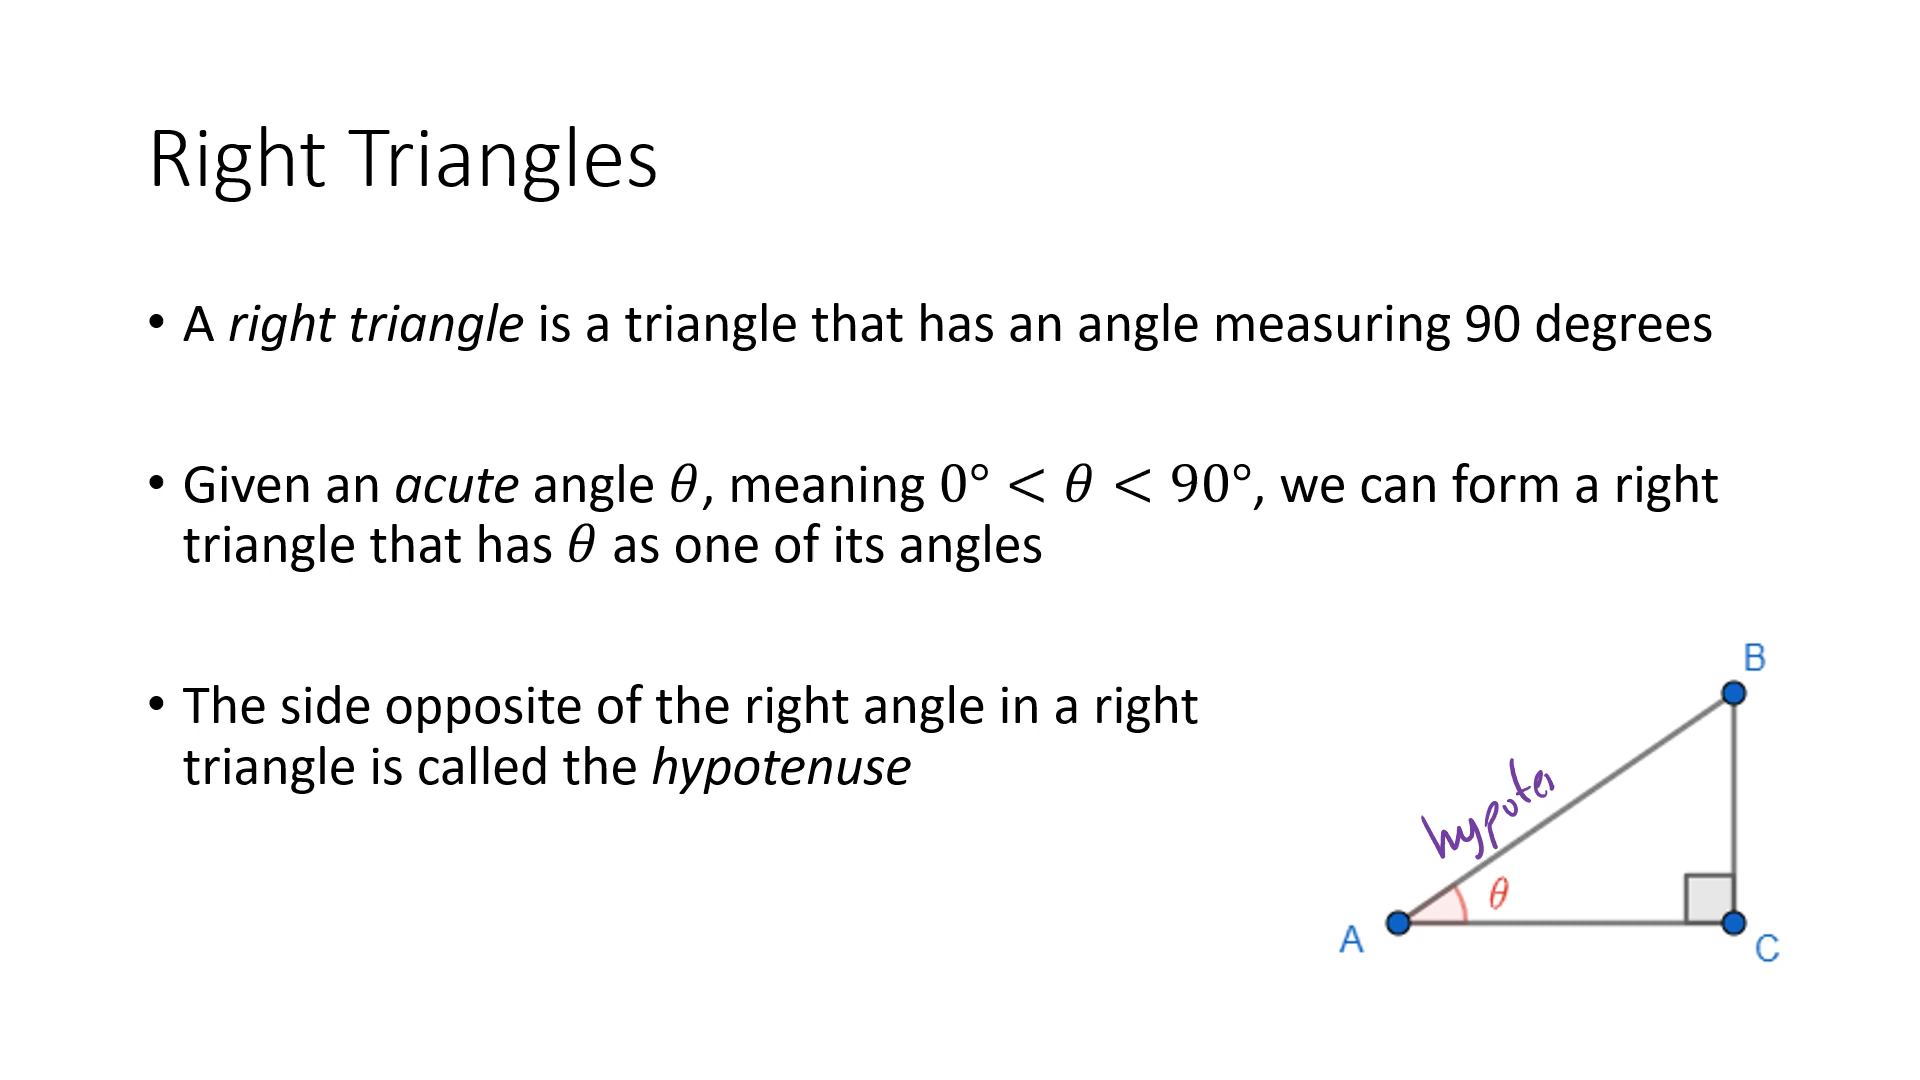 Right Triangles
• A right triangle is a triangle that has an angle measuring 90 degrees
• Given an acute angle θ, meaning 0° < θ < 90°, we can form a right
triangle that has θ as one of its angles
• The side opposite of the right angle in a right
triangle is called the hypotenuse
B
hypoten
θ
A
C